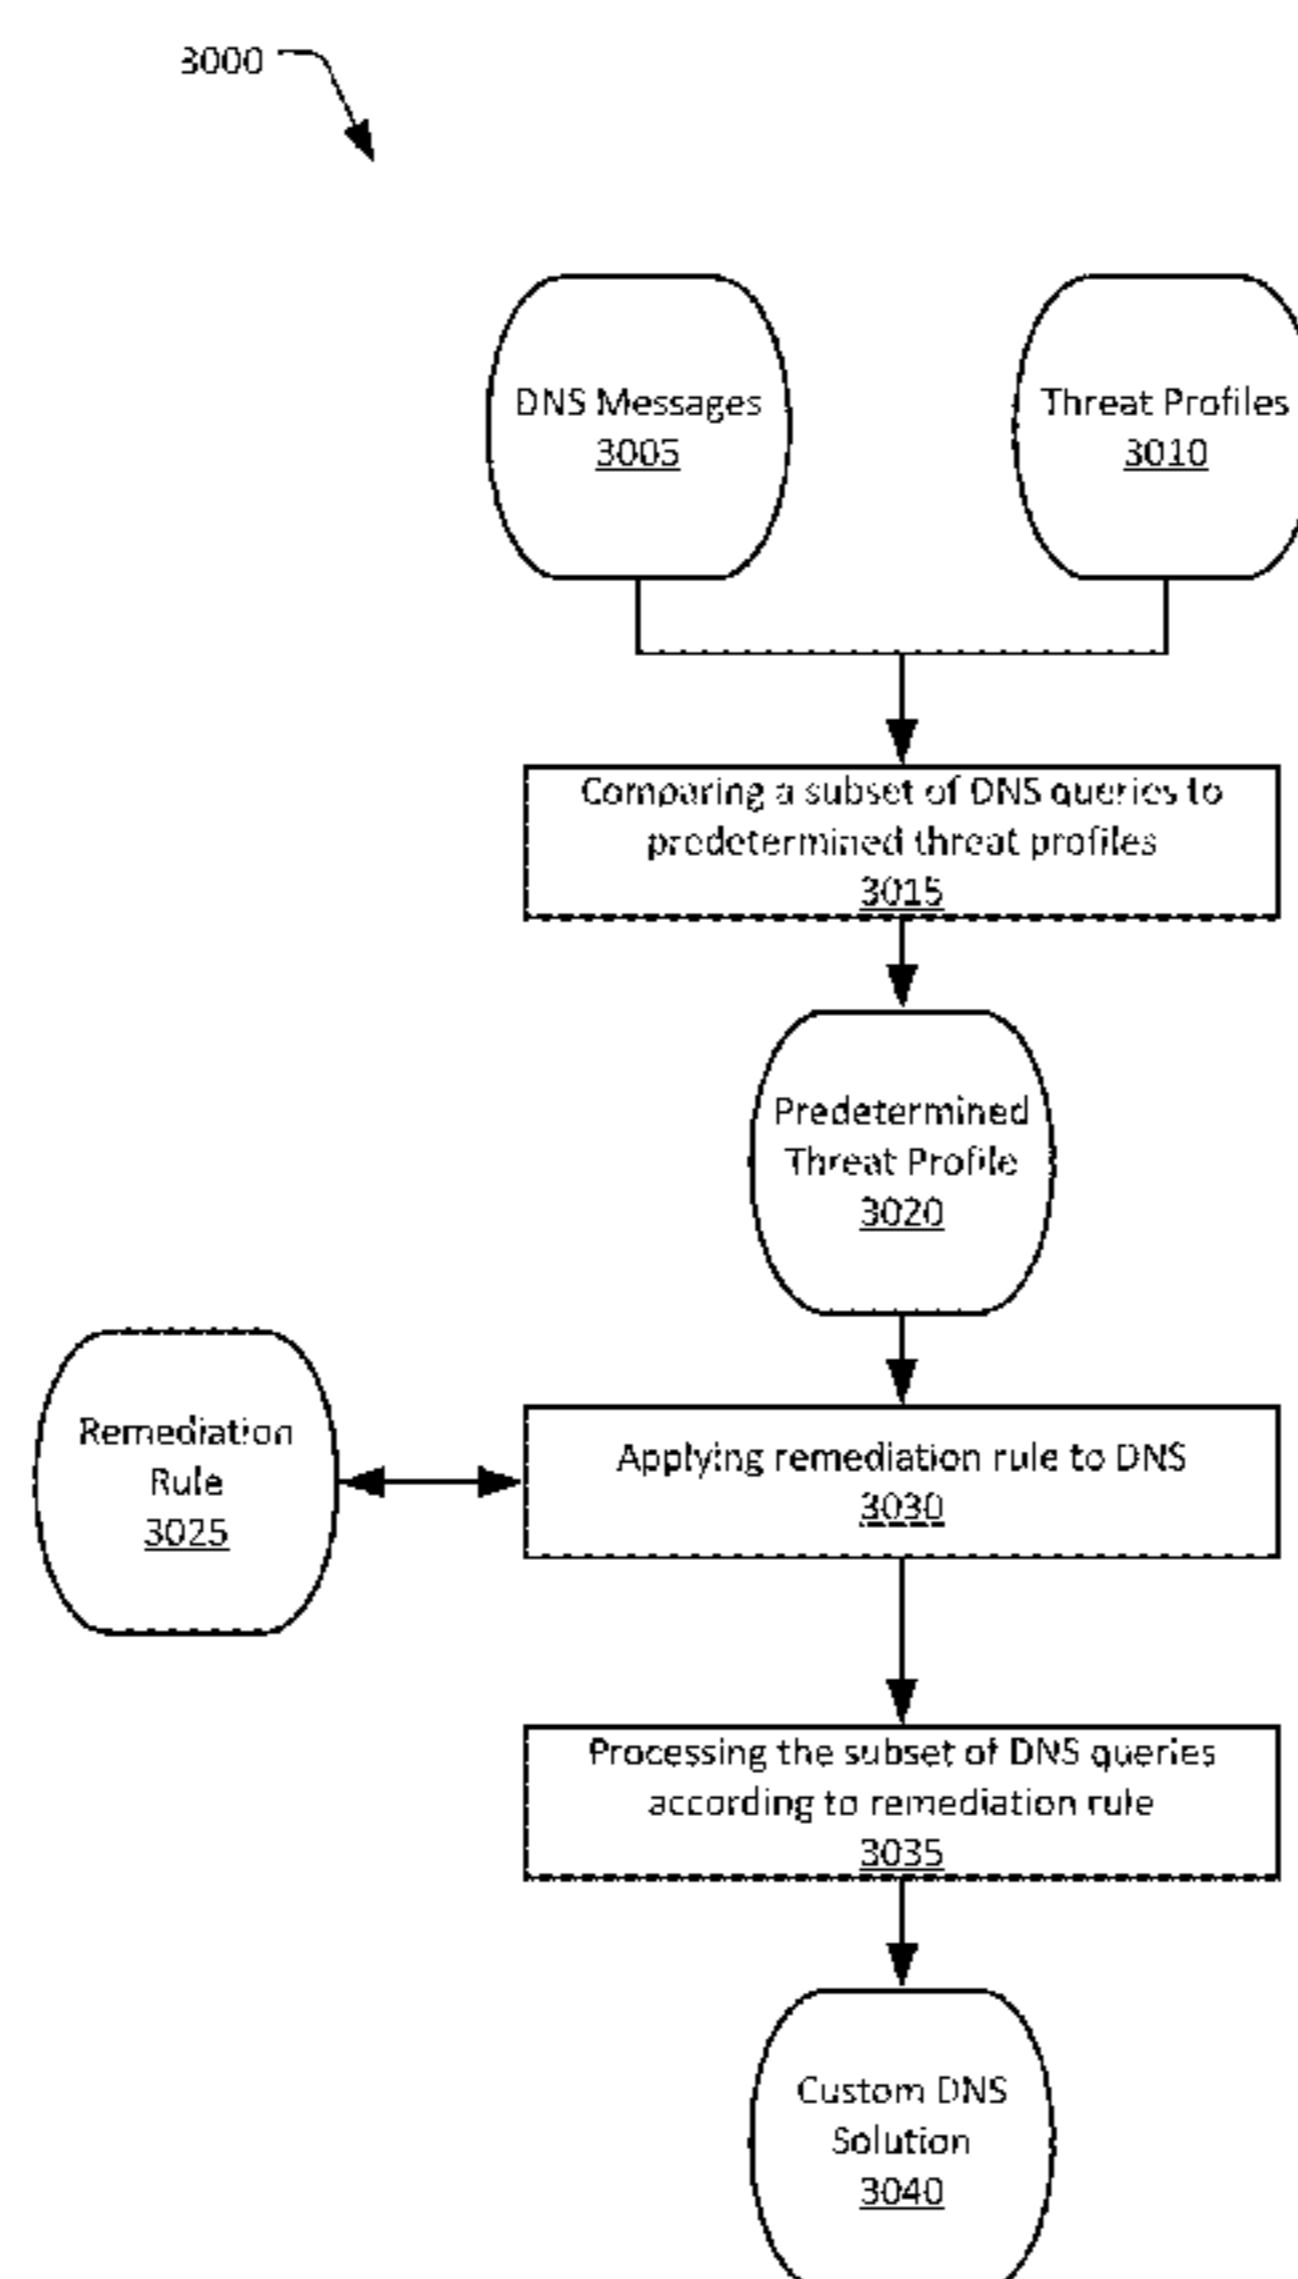 3000
DNS Messages
3005
Threat Profiles
3010
Comparing a subset of DNS queries to
predetermined threat profiles
3015
Predetermined
Threat Profile
3020
Remediation
Rule
3025
Applying remediation rule to DNS
3030
Processing the subset of DNS queries
according to remediation rule
3035
Custom DNS
Solution
3040